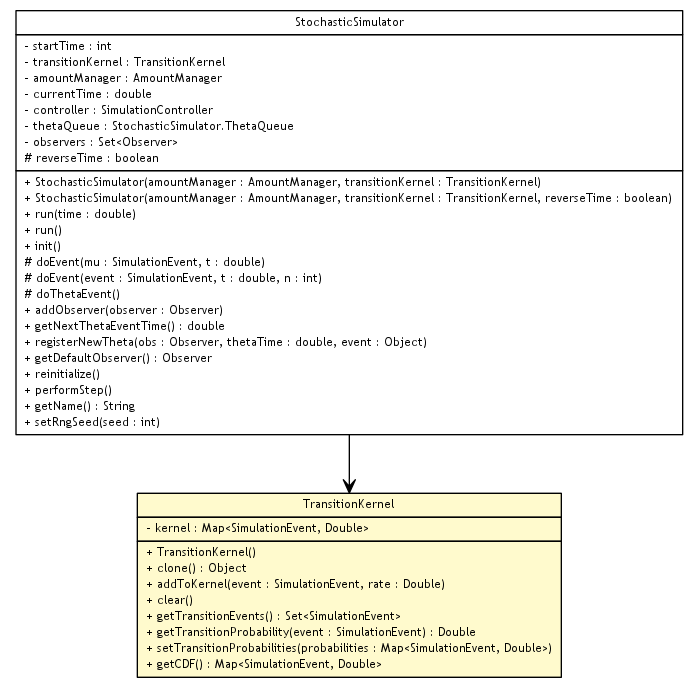 StochasticSimulator
- startTime : int
- transitionKernel : TransitionKernel
- amountManager : AmountManager
- currentTime : double
- controller : SimulationController
- thetaQueue : StochasticSimulator.ThetaQueue
- observers : Set<Observer>
# reverseTime : boolean
+ StochasticSimulator(amountManager : AmountManager, transitionKernel : TransitionKernel)
+ StochasticSimulator(amountManager : AmountManager, transitionKernel : TransitionKernel, reverseTime : boolean)
+ run(time : double)
+ run()
+ init()
# doEvent(mu : SimulationEvent, t : double)
# doEvent(event : SimulationEvent, t : double, n : int)
# doThetaEvent()
+ addObserver(observer : Observer)
+ getNextThetaEventTime() : double
+ registerNewTheta(obs : Observer, thetaTime : double, event : Object)
+ getDefaultObserver() : Observer
+ reinitialize()
+ performStep()
+ getName() : String
+ setRngSeed(seed : int)
TransitionKernel
- kernel : Map<SimulationEvent, Double>
+ TransitionKernel()
+ clone() : Object
+ addToKernel(event : SimulationEvent, rate : Double)
+ clear()
+ getTransitionEvents() : Set<SimulationEvent>
+ getTransitionProbability(event : SimulationEvent) : Double
+ setTransitionProbabilities(probabilities : Map<SimulationEvent, Double>)
+ getCDF() : Map<SimulationEvent, Double>